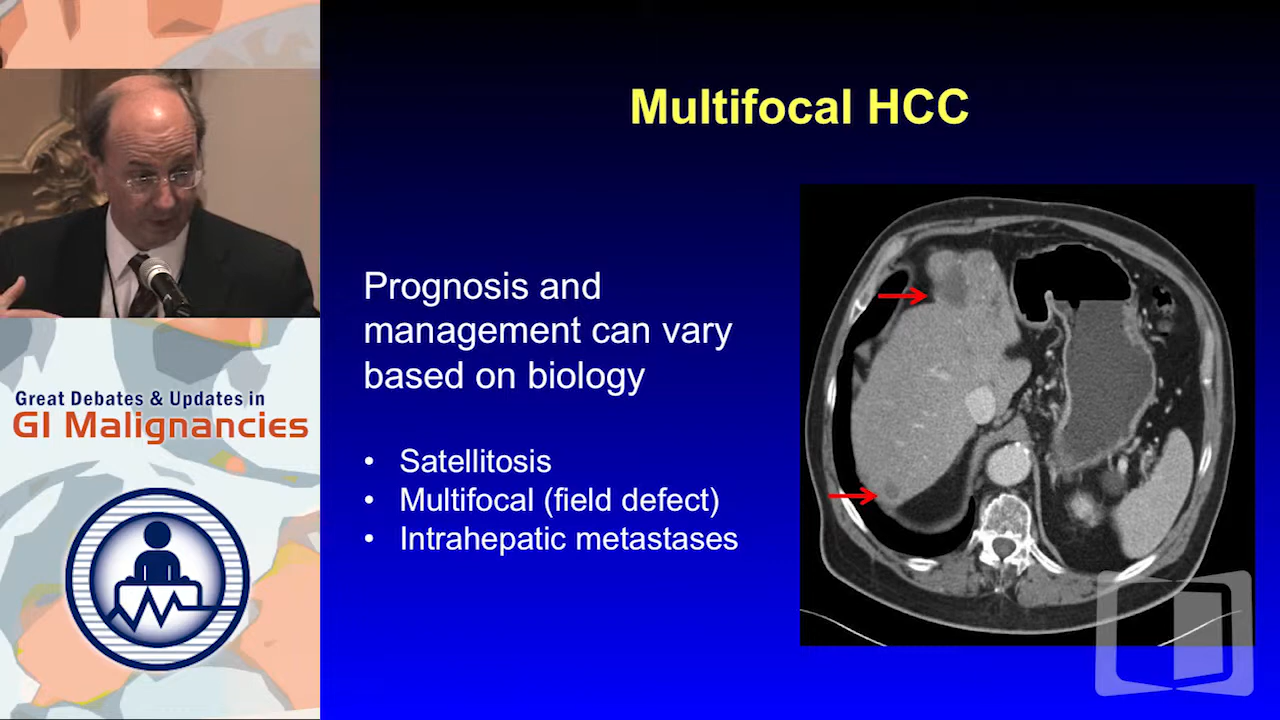 Multifocal HCC
Prognosis and
management can vary
based on biology
• Satellitosis
• Multifocal (field defect)
• Intrahepatic metastases
Great Debates & Updates in
GI Malignancies